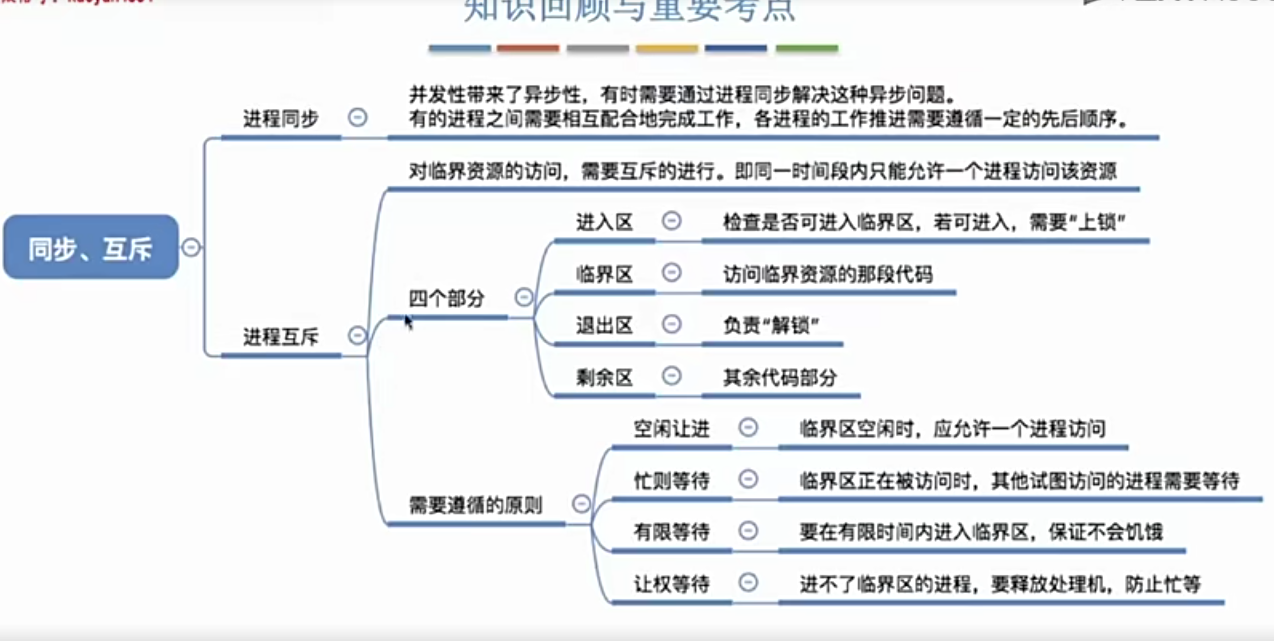 知识回顾与重要考点
并发性带来了异步性，有时需要通过进程同步解决这种异步问题。
进程同步
有的进程之间需要相互配合地完成工作，各进程的工作推进需要遵循一定的先后顺序。
对临界资源的访问，需要互斥的进行。即同一时间段内只能允许一个进程访问该资源
进入区 检查是否可进入临界区，若可进入，需要“上锁”
同步、互斥
临界区 访问临界资源的那段代码
四个部分
退出区 负责“解锁”
进程互斥
剩余区 其余代码部分
空闲让进 临界区空闲时，应允许一个进程访问
忙则等待 临界区正在被访问时，其他试图访问的进程需要等待
需要遵循的原则
有限等待 要在有限时间内进入临界区，保证不会饥饿
让权等待 进不了临界区的进程，要释放处理机，防止忙等